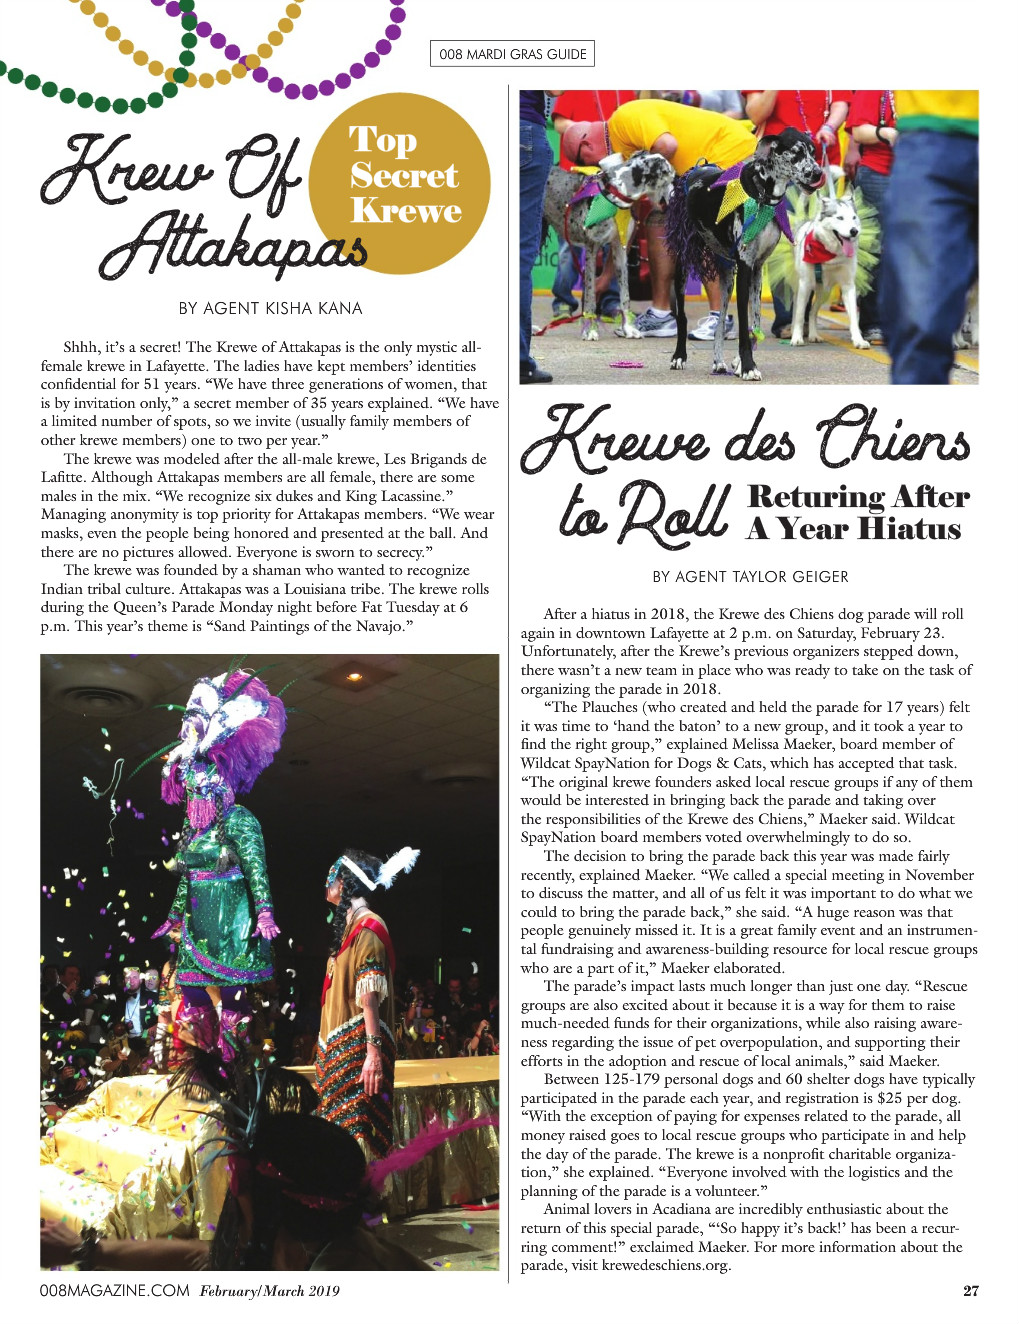 008 MARDI GRAS GUIDE
Krew Of
Attakapas
Top
Secret
Krewe
BY AGENT KISHA KANA
Shhh, it’s a secret! The Krewe of Attakapas is the only mystic all-
female krewe in Lafayette. The ladies have kept members’ identities
confidential for 51 years. “We have three generations of women, that
is by invitation only,” a secret member of 35 years explained. “We have
a limited number of spots, so we invite (usually family members of
other krewe members) one to two per year.”
The krewe was modeled after the all-male krewe, Les Brigands de
Lafitte. Although Attakapas members are all female, there are some
males in the mix. “We recognize six dukes and King Lacassine.”
Managing anonymity is top priority for Attakapas members. “We wear
masks, even the people being honored and presented at the ball. And
there are no pictures allowed. Everyone is sworn to secrecy.”
The krewe was founded by a shaman who wanted to recognize
Indian tribal culture. Attakapas was a Louisiana tribe. The krewe rolls
during the Queen’s Parade Monday night before Fat Tuesday at 6
p.m. This year’s theme is “Sand Paintings of the Navajo.”
Krewe des Chiens
to Roll
Returing After
A Year Hiatus
BY AGENT TAYLOR GEIGER
After a hiatus in 2018, the Krewe des Chiens dog parade will roll
again in downtown Lafayette at 2 p.m. on Saturday, February 23.
Unfortunately, after the Krewe’s previous organizers stepped down,
there wasn’t a new team in place who was ready to take on the task of
organizing the parade in 2018.
“The Plauches (who created and held the parade for 17 years) felt
it was time to ‘hand the baton’ to a new group, and it took a year to
find the right group,” explained Melissa Maeker, board member of
Wildcat SpayNation for Dogs & Cats, which has accepted that task.
“The original krewe founders asked local rescue groups if any of them
would be interested in bringing back the parade and taking over
the responsibilities of the Krewe des Chiens,” Maeker said. Wildcat
SpayNation board members voted overwhelmingly to do so.
The decision to bring the parade back this year was made fairly
recently, explained Maeker. “We called a special meeting in November
to discuss the matter, and all of us felt it was important to do what we
could to bring the parade back,” she said. “A huge reason was that
people genuinely missed it. It is a great family event and an instrumen-
tal fundraising and awareness-building resource for local rescue groups
who are a part of it,” Maeker elaborated.
The parade’s impact lasts much longer than just one day. “Rescue
groups are also excited about it because it is a way for them to raise
much-needed funds for their organizations, while also raising aware-
ness regarding the issue of pet overpopulation, and supporting their
efforts in the adoption and rescue of local animals,” said Maeker.
Between 125-179 personal dogs and 60 shelter dogs have typically
participated in the parade each year, and registration is $25 per dog.
“With the exception of paying for expenses related to the parade, all
money raised goes to local rescue groups who participate in and help
the day of the parade. The krewe is a nonprofit charitable organiza-
tion,” she explained. “Everyone involved with the logistics and the
planning of the parade is a volunteer.”
Animal lovers in Acadiana are incredibly enthusiastic about the
return of this special parade, “‘So happy it’s back!’ has been a recur-
ring comment!” exclaimed Maeker. For more information about the
parade, visit krewedeschiens.org.
008MAGAZINE.COM February/March 2019
27